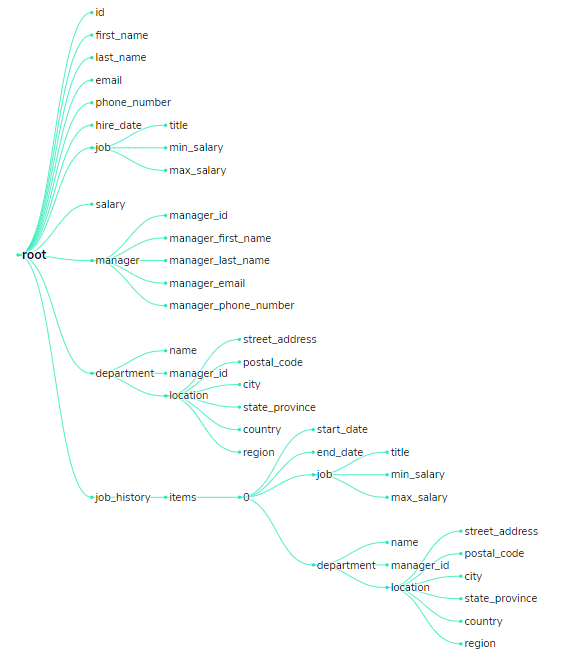 id
first_name
last_name
email
phone_number
hire_date
title
job
min_salary
max_salary
salary
manager_id
manager_first_name
root
manager
manager_last_name
manager_email
manager_phone_number
street_address
name
postal_code
department
manager_id
city
location
state_province
country
start_date
region
end_date
title
job
min_salary
job_history
items
0
max_salary
street_address
name
postal_code
department
manager_id
city
location
state_province
country
region